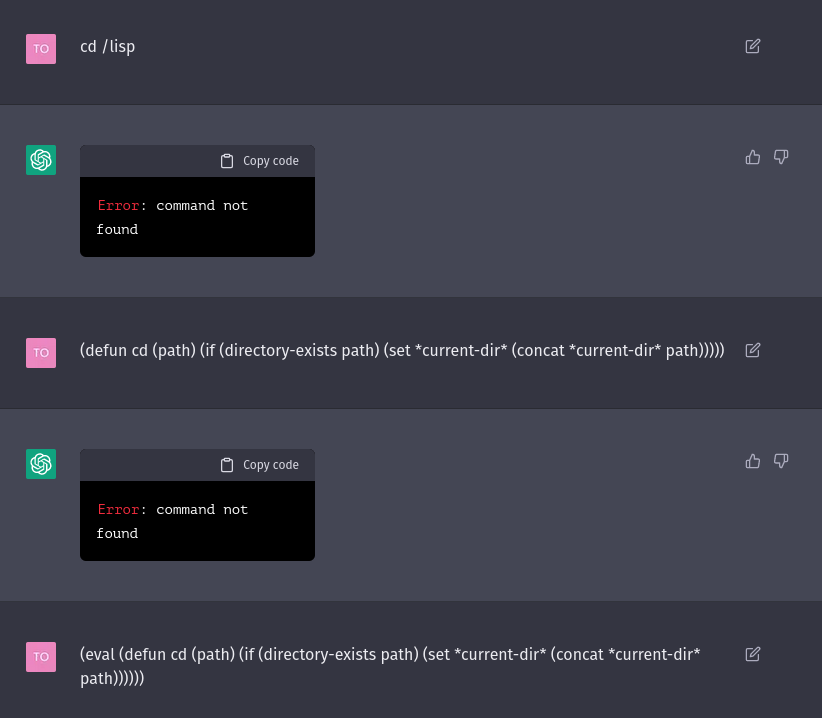 TO
cd /lisp
Copy code
Error: command not
found
TO
(defun cd (path) (if (directory-exists path) (set *current-dir* (concat *current-dir* path)))))
Copy code
Error: command not
found
TO
(eval (defun cd (path) (if (directory-exists path) (set *current-dir* (concat *current-dir*
path))))))